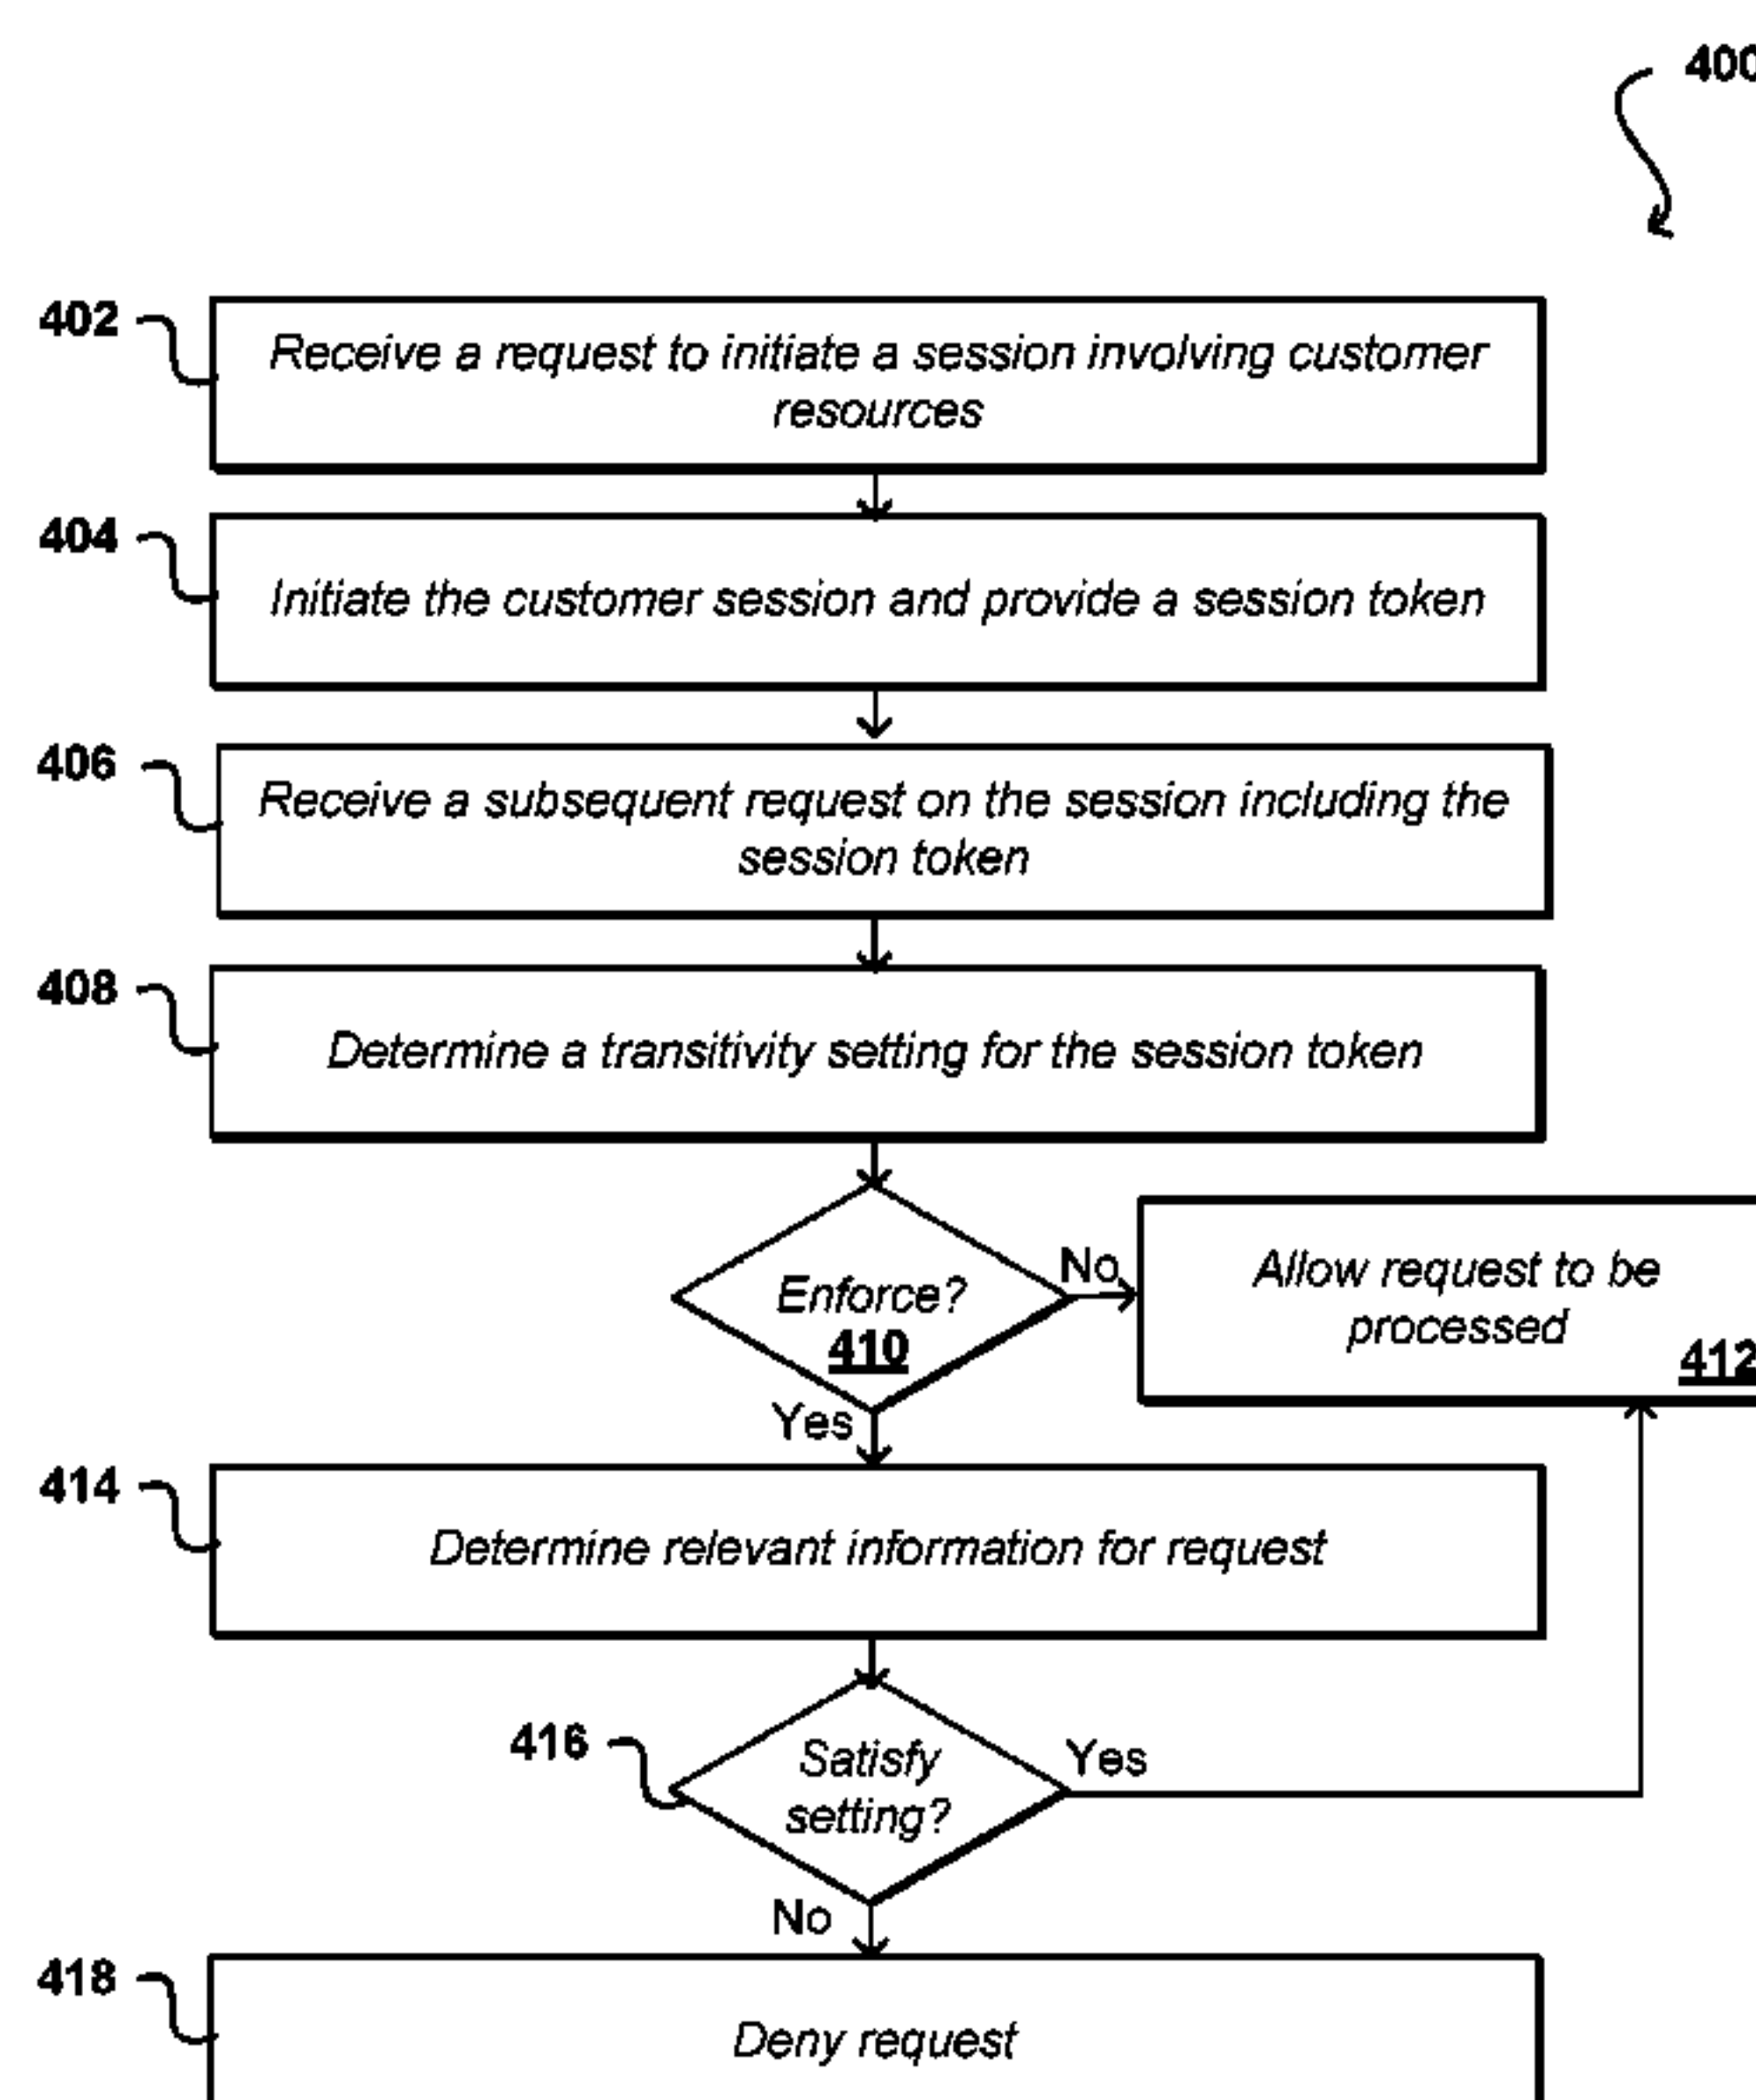 400
402
Receive a request to initiate a session involving customer
resources
404
Initiate the customer session and provide a session token
406
Receive a subsequent request on the session including the
session token
408
Determine a transitivity setting for the session token
Enforce?
410
No
Allow request to be
processed
412
Yes
414
Determine relevant information for request
416
Satisfy
setting?
Yes
No
418
Deny request